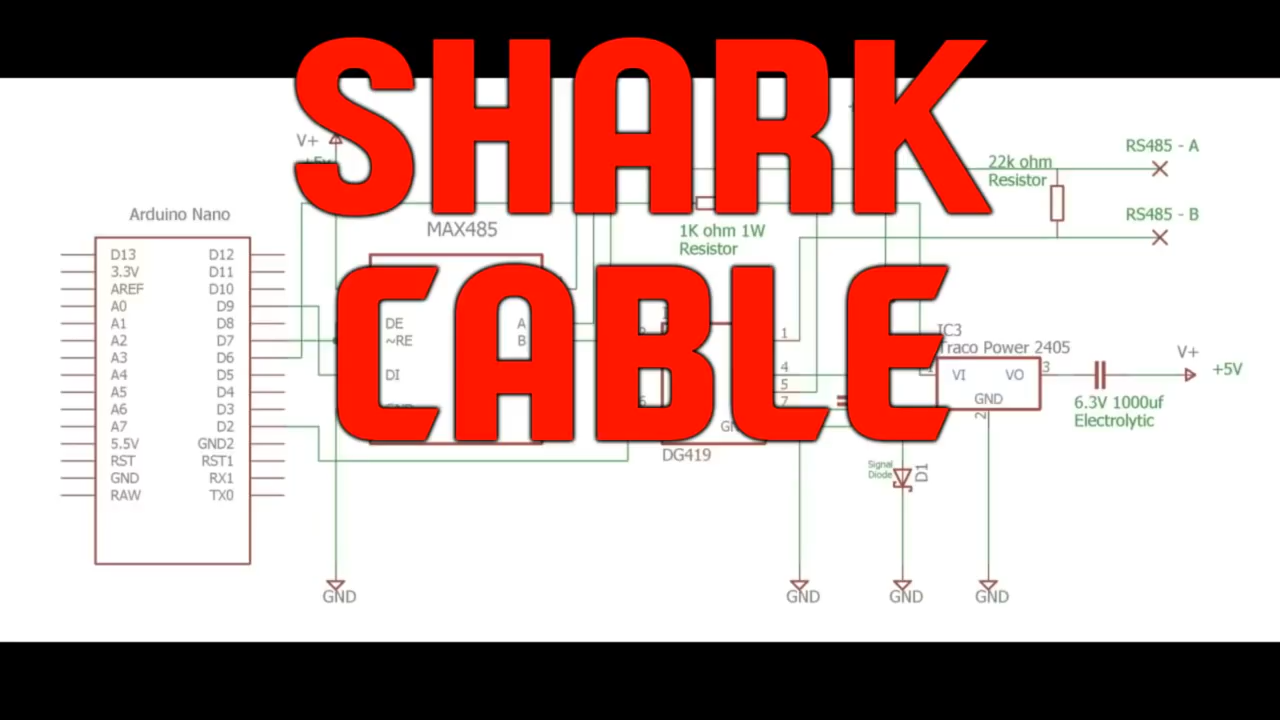 SHARK
CABLE
V+
+5v
Arduino Nano
D13
3.3V
AREF
A0
A1
A2
A3
A4
A5
A6
A7
5.5V
RST
GND
RAW
D12
D11
D10
D9
D8
D7
D6
D5
D4
D3
D2
GND2
RST1
RX1
TX0
MAX485
DE
~RE
DI
A
B
GND
1K ohm 1W
Resistor
1
4
5
7
DG419
GND
22k ohm
Resistor
RS485 - A
RS485 - B
IC3
Traco Power 2405
VI
VO
GND
3
2
V+
+5V
6.3V 1000uf
Electrolytic
Signal
Diode
D1
GND
GND